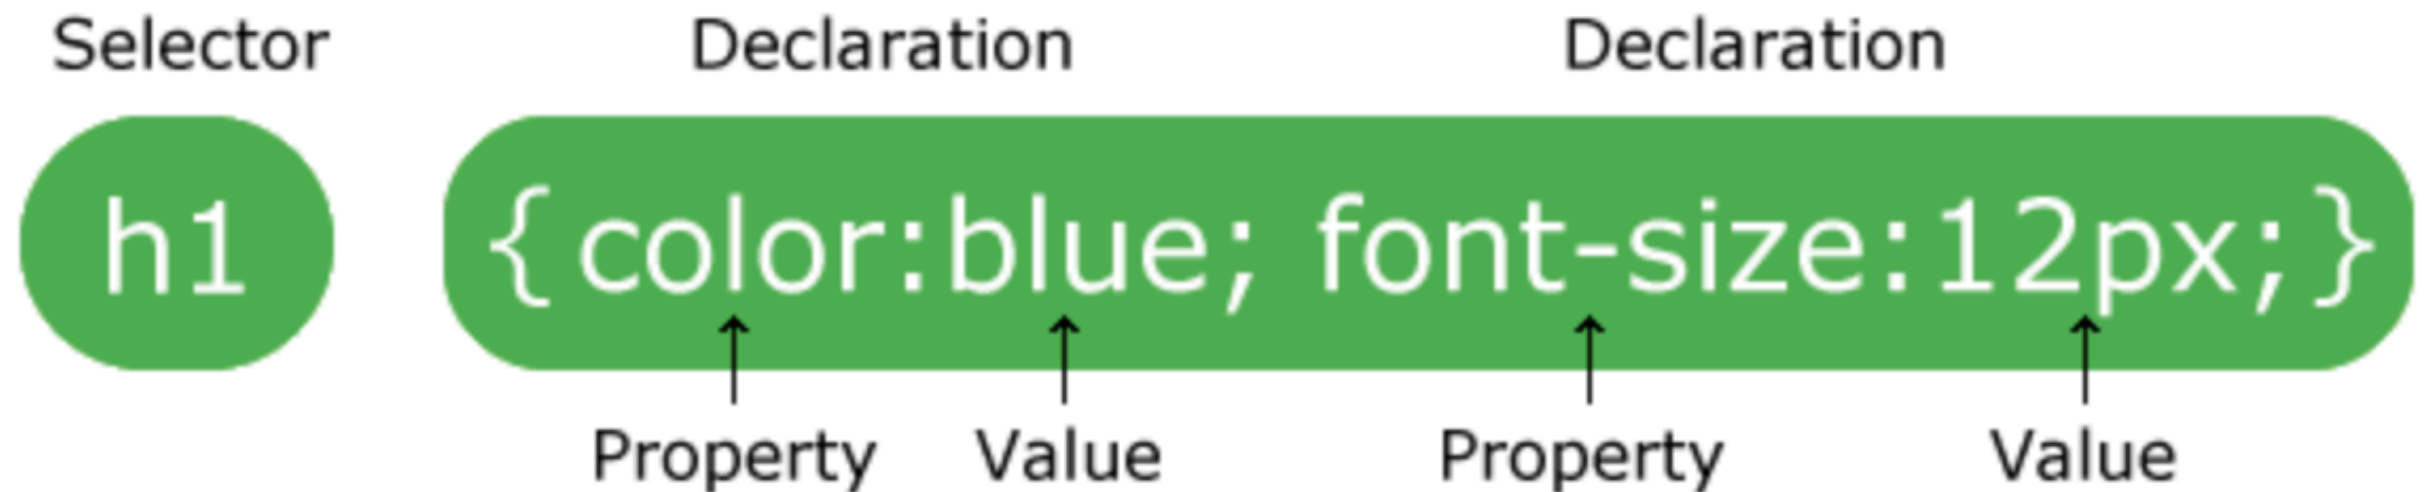 Selector Declaration Declaration
h1 {color:blue; font-size:12px;}
Property Value Property Value